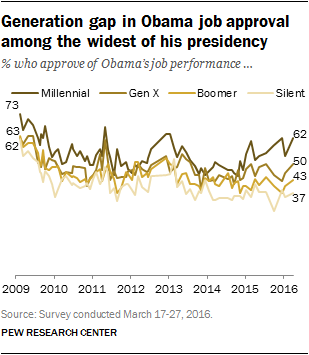 Generation gap in Obama job approval
among the widest of his presidency
% who approve of Obama's job performance ...
Millennial Gen X Boomer Silent
73
63
62
62
50
43
37
2009 2010 2011 2012 2013 2014 2015 2016
Source: Survey conducted March 17-27, 2016.
PEW RESEARCH CENTER